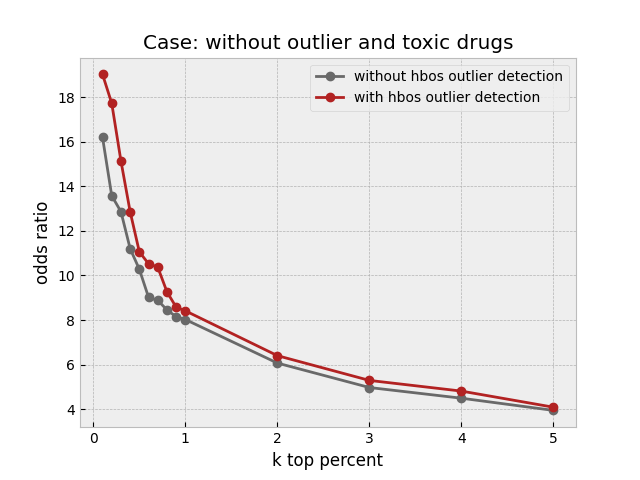 Case: without outlier and toxic drugs
without hbos outlier detection
with hbos outlier detection
odds ratio
18
16
14
12
10
8
6
4
0 1 2 3 4 5
k top percent